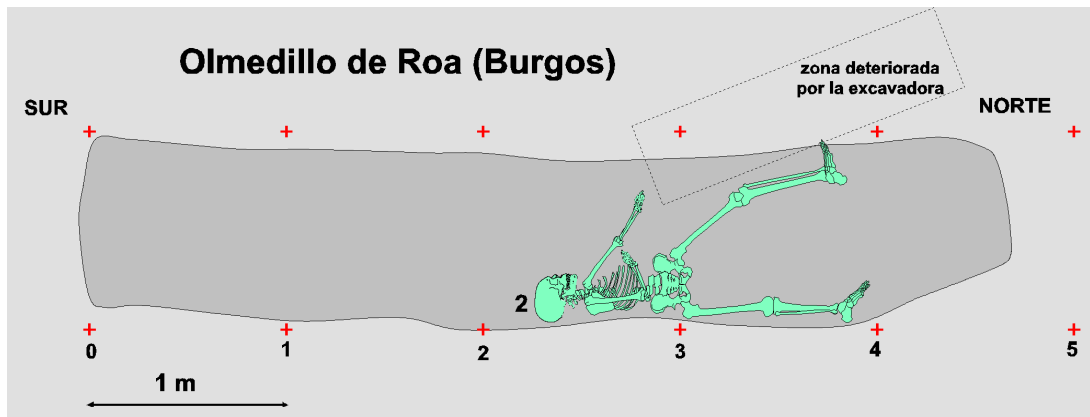 Olmedillo de Roa (Burgos)
zona deteriorada
por la excavadora
SUR
NORTE
2
0
1
2
3
4
5
1 m